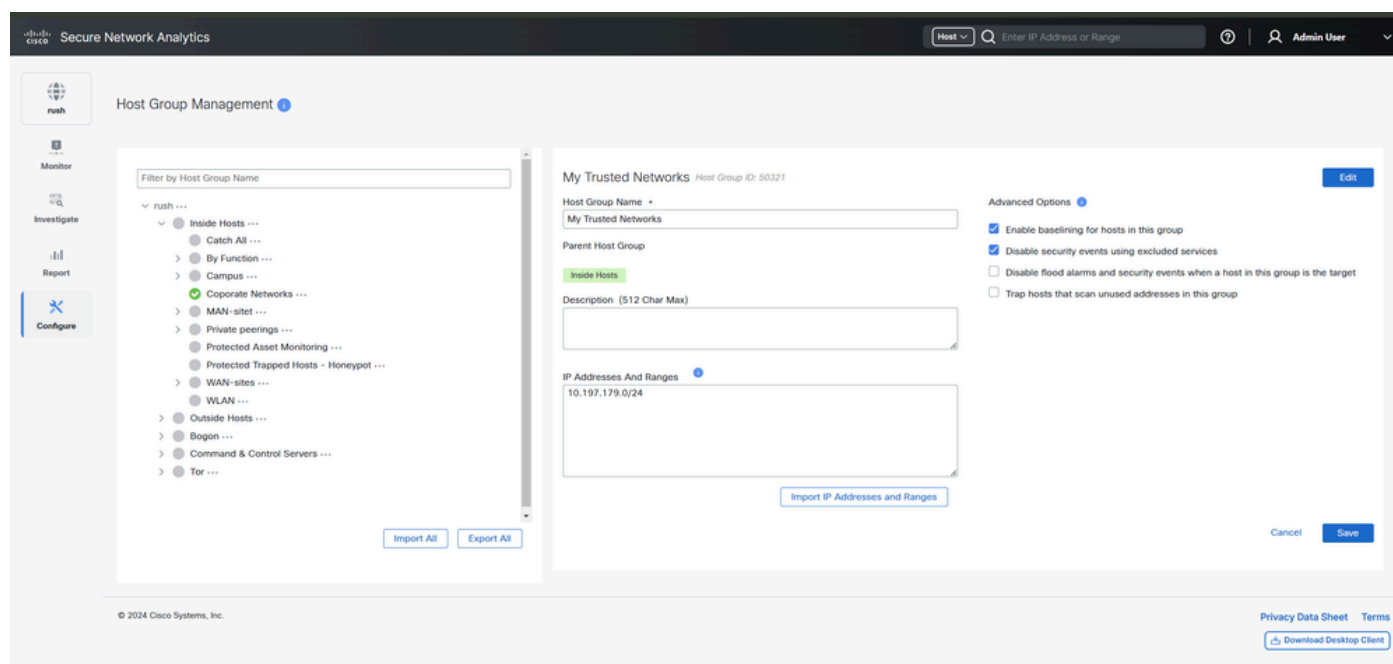 CISCO Secure Network Analytics
Host
Enter IP Address or Range
Admin User
rush
Monitor
Investigate
Report
Configure
Host Group Management
Filter by Host Group Name
rush ...
Inside Hosts ...
Catch All ...
By Function ...
Campus ...
Coporate Networks ...
MAN-sitet ...
Private peerings ...
Protected Asset Monitoring ...
Protected Trapped Hosts - Honeypot ...
WAN-sites ...
WLAN ...
Outside Hosts ...
Bogon ...
Command & Control Servers ...
Tor ...
Import All
Export All
My Trusted Networks Host Group ID: 50321
Edit
Host Group Name *
My Trusted Networks
Parent Host Group
Inside Hosts
Description (512 Char Max)
IP Addresses And Ranges
10.197.179.0/24
Import IP Addresses and Ranges
Advanced Options
Enable baselining for hosts in this group
Disable security events using excluded services
Disable flood alarms and security events when a host in this group is the target
Trap hosts that scan unused addresses in this group
Cancel
Save
© 2024 Cisco Systems, Inc.
Privacy Data Sheet Terms
Download Desktop Client